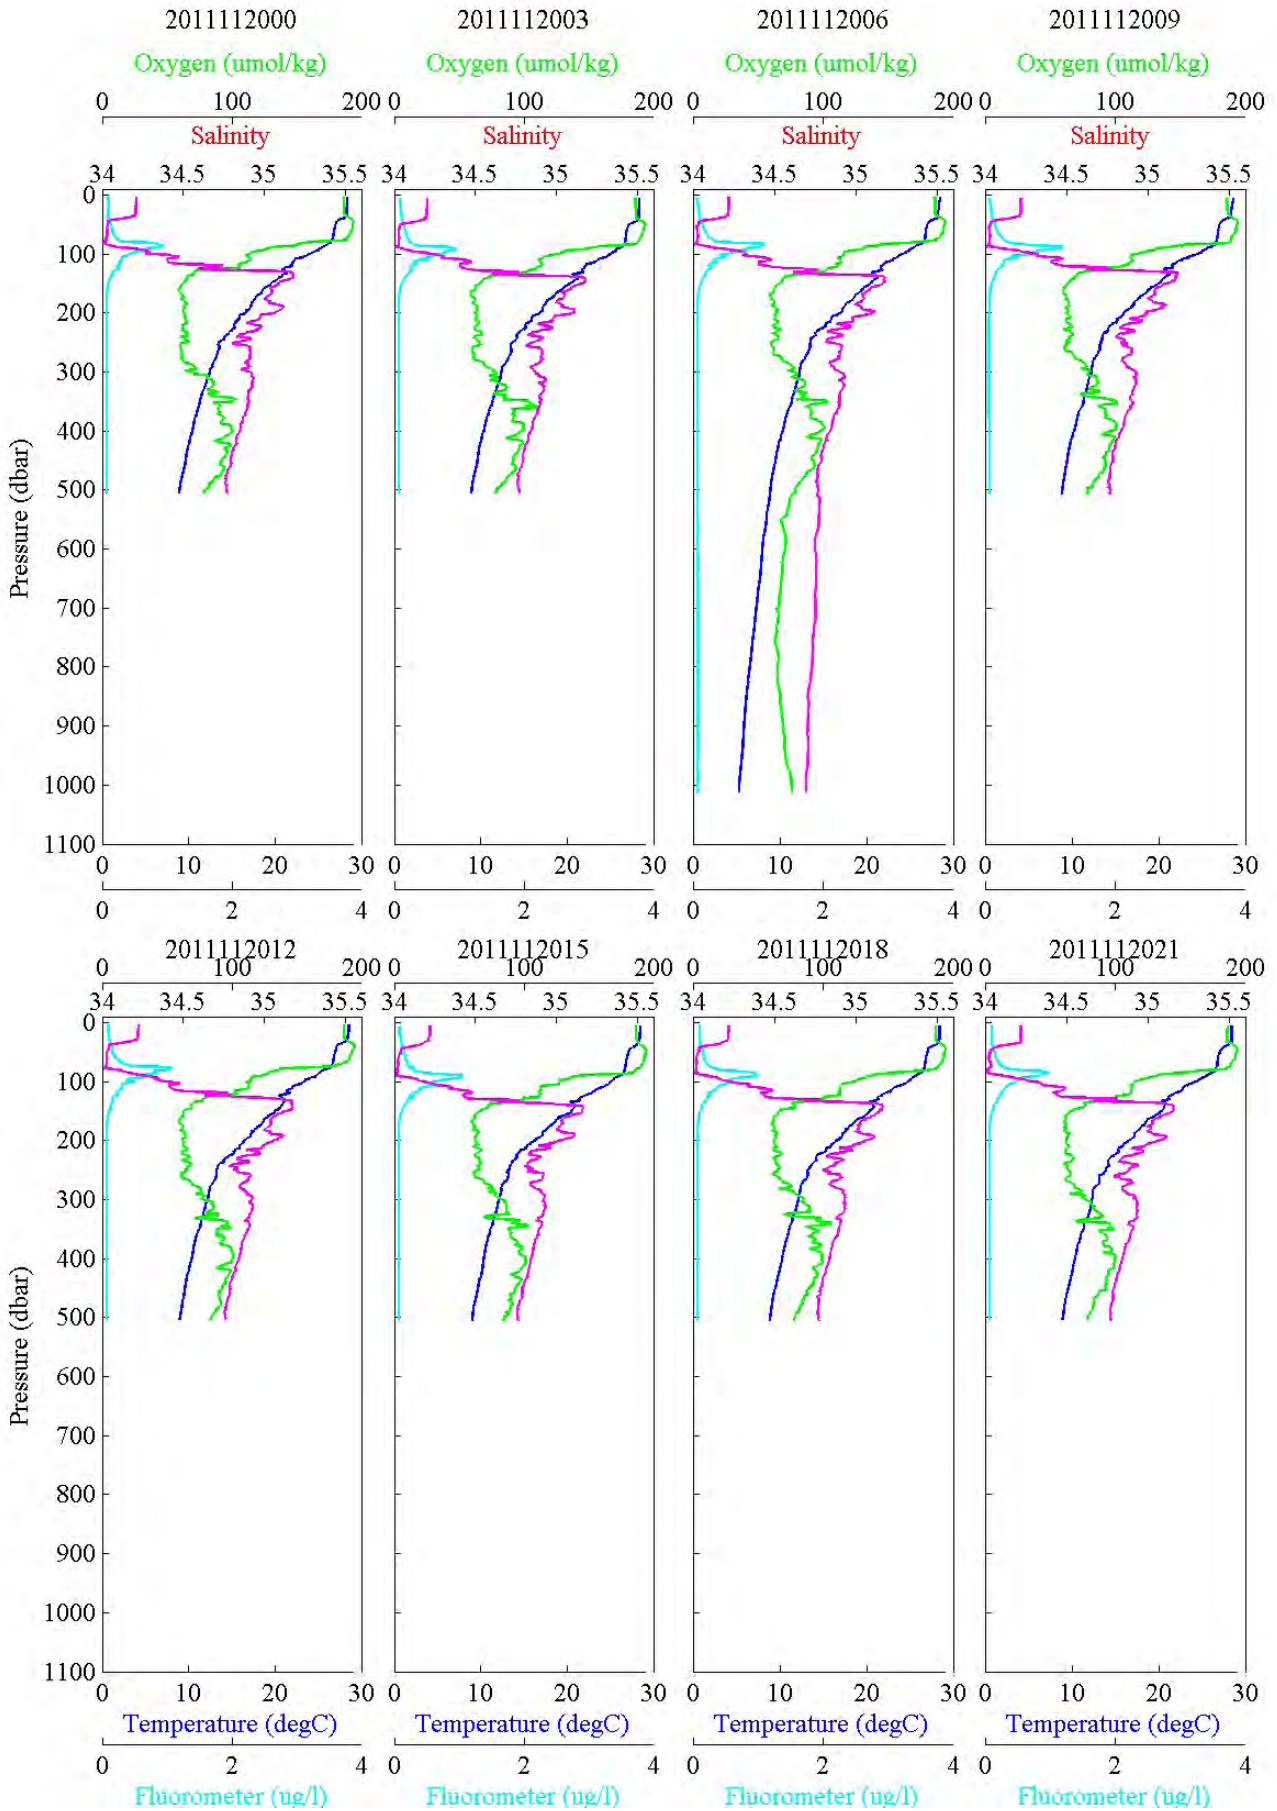 2011112000 2011112003 2011112006 2011112009
Oxygen (umol/kg) Oxygen (umol/kg) Oxygen (umol/kg) Oxygen (umol/kg)
0 100 200 0 100 200 0 100 200 0 100 200
Salinity Salinity Salinity Salinity
34 34.5 35 35.5 34 34.5 35 35.5 34 34.5 35 35.5 34 34.5 35 35.5
0
100
200
300
400
500
600
700
800
900
1000
1100
Pressure (dbar)
0 10 20 30 0 10 20 30 0 10 20 30 0 10 20 30
0 2 4 0 2 4 0 2 4 0 2 4
2011112012 2011112015 2011112018 2011112021
0 100 200 0 100 200 0 100 200 0 100 200
34 34.5 35 35.5 34 34.5 35 35.5 34 34.5 35 35.5 34 34.5 35 35.5
0
100
200
300
400
500
600
700
800
900
1000
1100
Pressure (dbar)
0 10 20 30 0 10 20 30 0 10 20 30 0 10 20 30
Temperature (degC) Temperature (degC) Temperature (degC) Temperature (degC)
0 2 4 0 2 4 0 2 4 0 2 4
Fluorometer (ug/l) Fluorometer (ug/l) Fluorometer (ug/l) Fluorometer (ug/l)